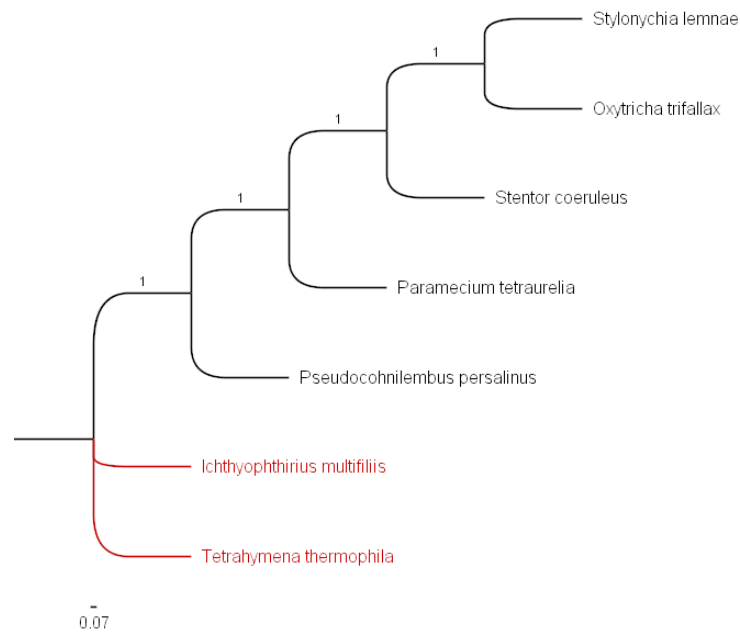 Stylonychia lemnae
1
Oxytricha trifallax
1
Stentor coeruleus
1
Paramecium tetraurelia
1
Pseudocohnilembus persalinus
Ichthyophthirius multifiliis
Tetrahymena thermophila
0.07